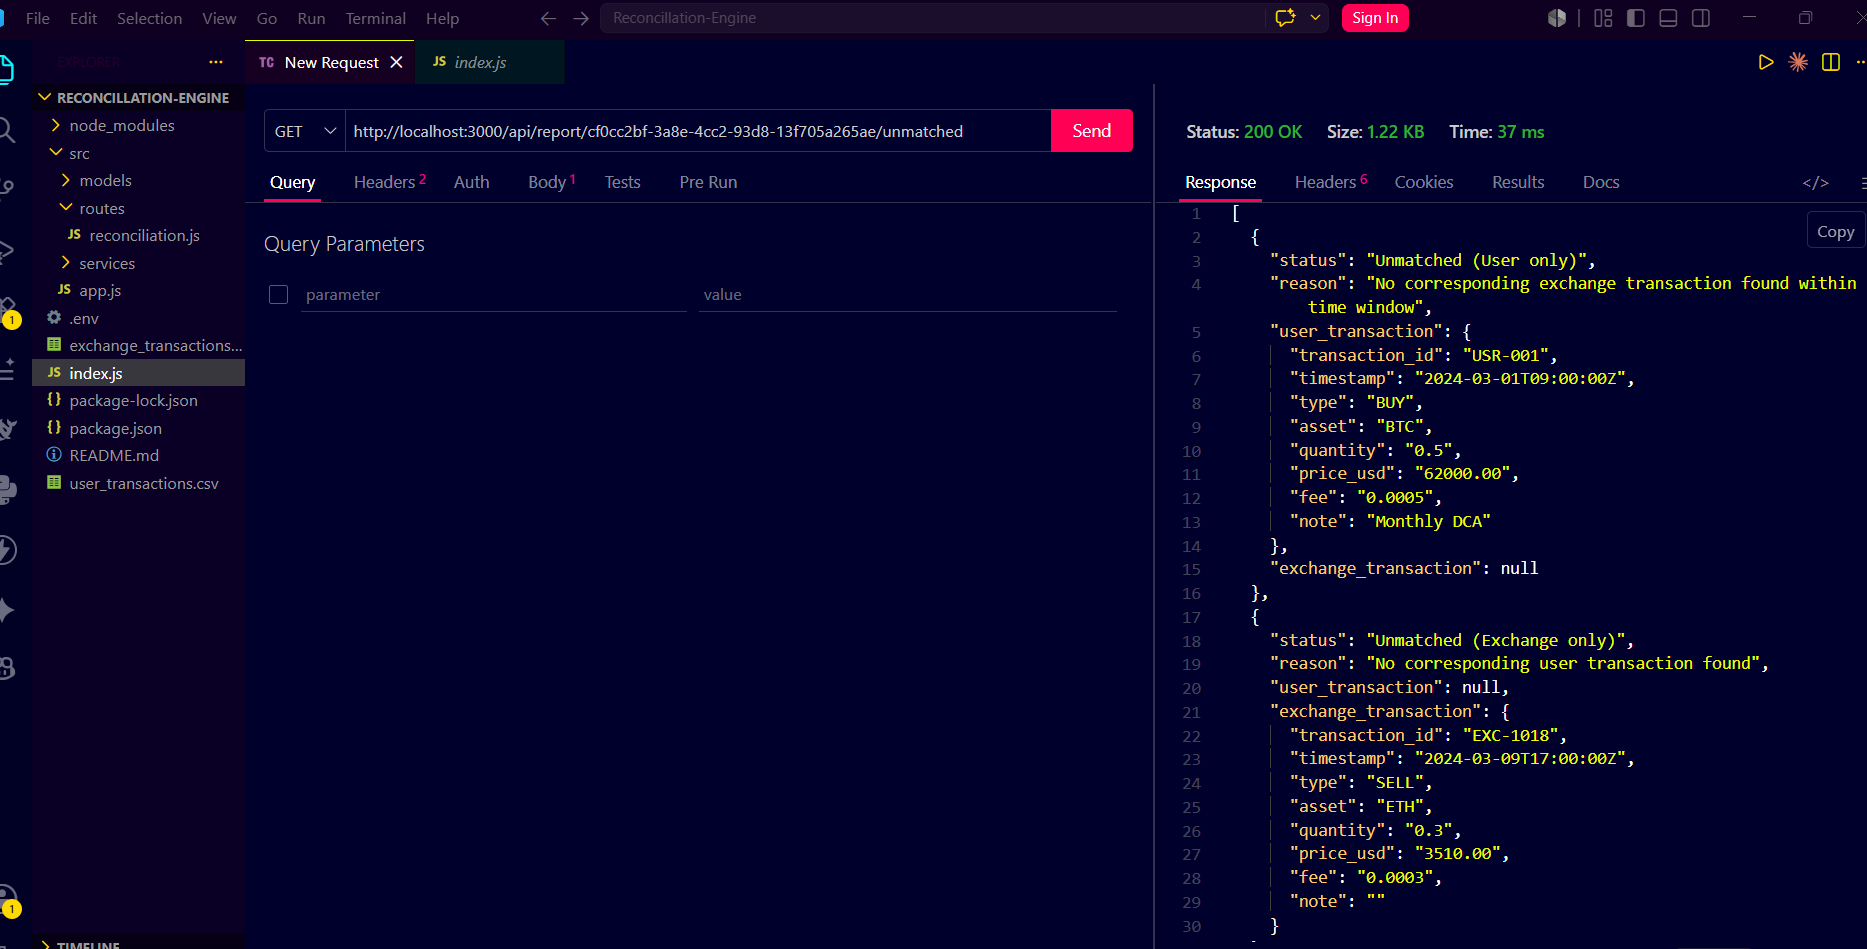 File Edit Selection View Go Run Terminal Help
Reconcillation-Engine
Sign In
EXPLORER
RECONCILLATION-ENGINE
node_modules
src
models
routes
JS reconciliation.js
services
JS app.js
.env
exchange_transactions...
JS index.js
{} package-lock.json
{} package.json
README.md
user_transactions.csv
TIMELINE
1
1
TC New Request
JS index.js
GET http://localhost:3000/api/report/cf0cc2bf-3a8e-4cc2-93d8-13f705a265ae/unmatched Send
Query Headers 2 Auth Body 1 Tests Pre Run
Query Parameters
parameter value
Status: 200 OK Size: 1.22 KB Time: 37 ms
Response Headers 6 Cookies Results Docs </>
Copy
1 [
2 {
3 "status": "Unmatched (User only)",
4 "reason": "No corresponding exchange transaction found within
time window",
5 "user_transaction": {
6 "transaction_id": "USR-001",
7 "timestamp": "2024-03-01T09:00:00Z",
8 "type": "BUY",
9 "asset": "BTC",
10 "quantity": "0.5",
11 "price_usd": "62000.00",
12 "fee": "0.0005",
13 "note": "Monthly DCA"
14 },
15 "exchange_transaction": null
16 },
17 {
18 "status": "Unmatched (Exchange only)",
19 "reason": "No corresponding user transaction found",
20 "user_transaction": null,
21 "exchange_transaction": {
22 "transaction_id": "EXC-1018",
23 "timestamp": "2024-03-09T17:00:00Z",
24 "type": "SELL",
25 "asset": "ETH",
26 "quantity": "0.3",
27 "price_usd": "3510.00",
28 "fee": "0.0003",
29 "note": ""
30 }